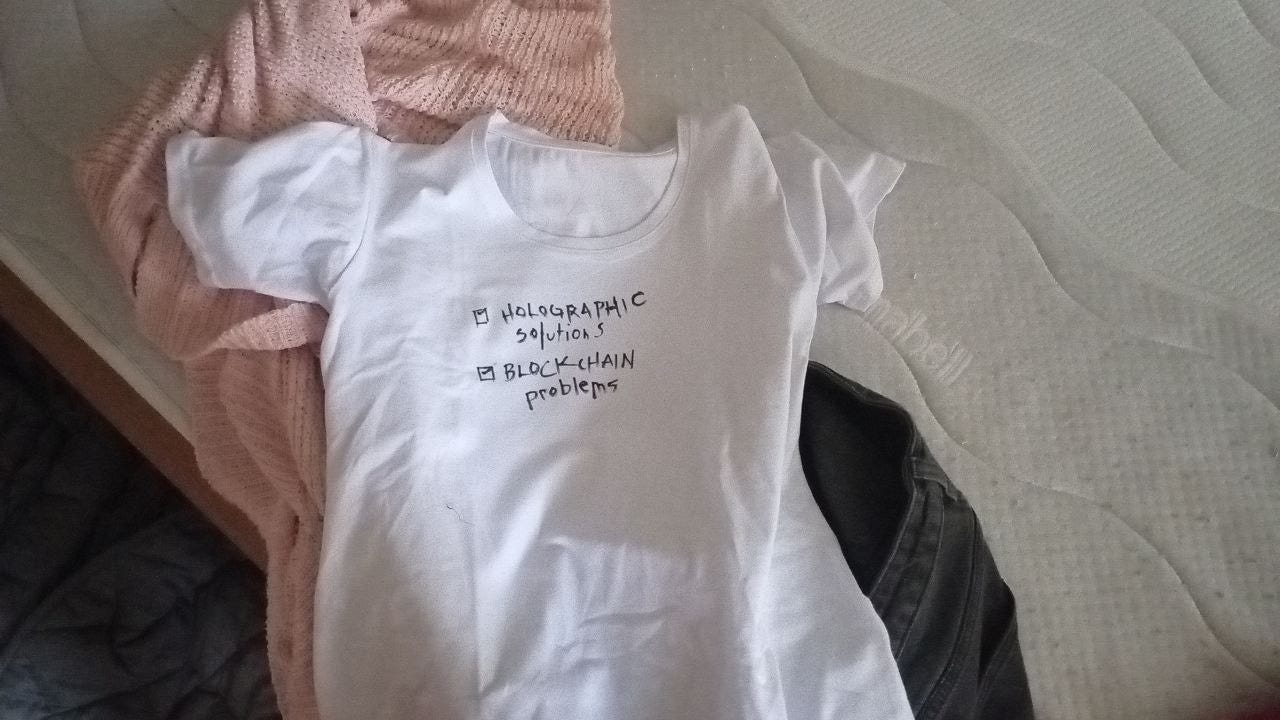 ☑ HOLOGRAPHIC
solutions
☑ BLOCKCHAIN
problems